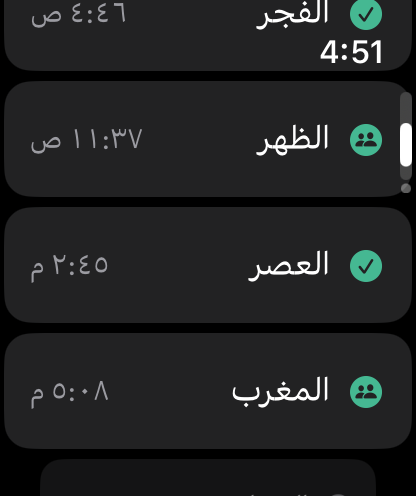 الفجر ٤:٤٦ ص
4:51
الظهر ١١:٣٧ ص
العصر ٢:٤٥ م
المغرب ٥:٠٨ م